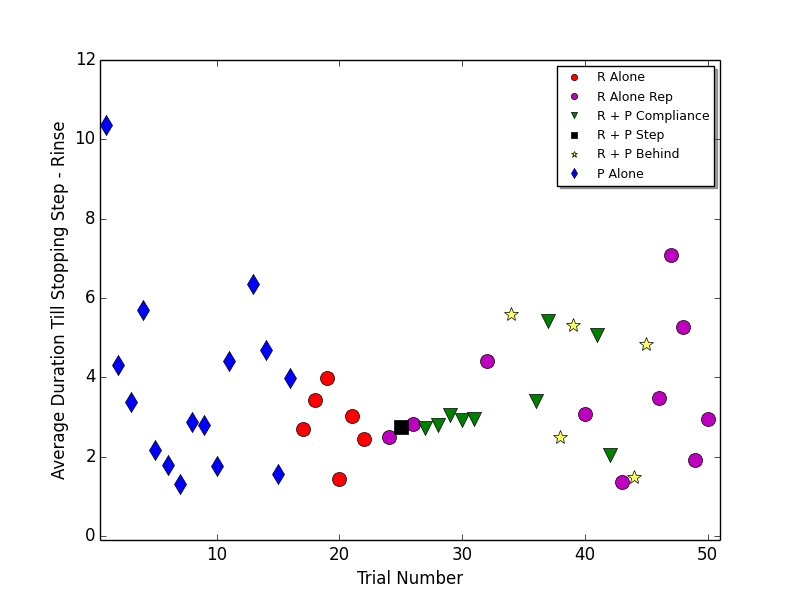 12
10
8
6
4
2
0
Average Duration Till Stopping Step - Rinse
R Alone
R Alone Rep
R + P Compliance
R + P Step
R + P Behind
P Alone
10 20 30 40 50
Trial Number